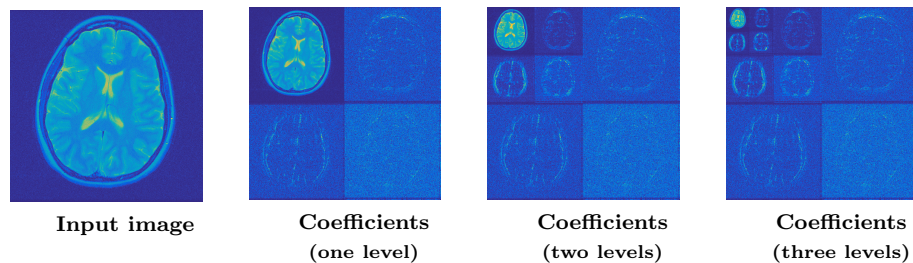 Input image
Coefficients
(one level)
Coefficients
(two levels)
Coefficients
(three levels)